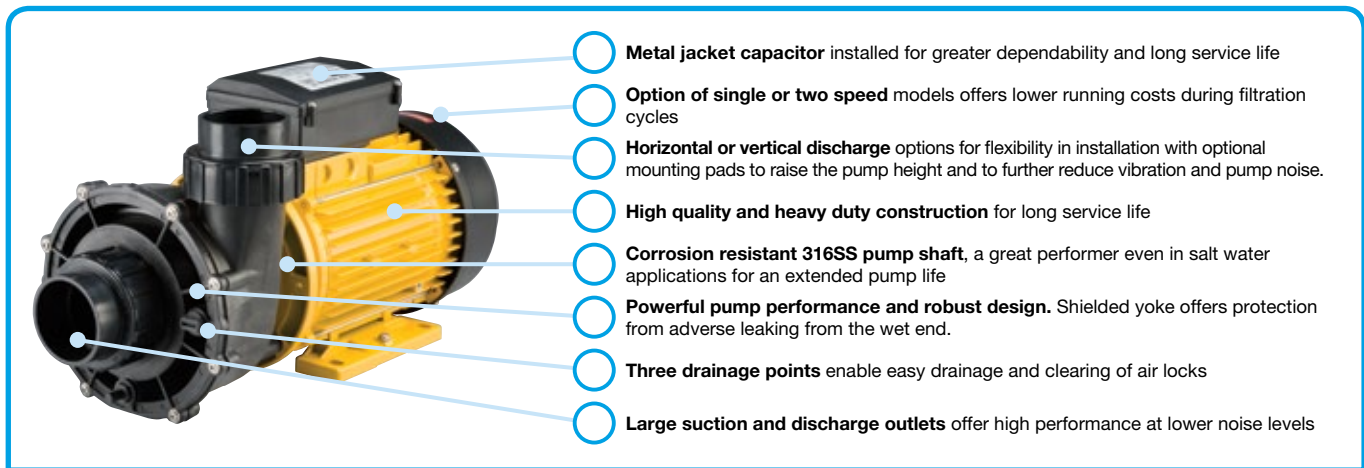 Metal jacket capacitor installed for greater dependability and long service life
Option of single or two speed models offers lower running costs during filtration
cycles
Horizontal or vertical discharge options for flexibility in installation with optional
mounting pads to raise the pump height and to further reduce vibration and pump noise.
High quality and heavy duty construction for long service life
Corrosion resistant 316SS pump shaft, a great performer even in salt water
applications for an extended pump life
Powerful pump performance and robust design. Shielded yoke offers protection
from adverse leaking from the wet end.
Three drainage points enable easy drainage and clearing of air locks
Large suction and discharge outlets offer high performance at lower noise levels